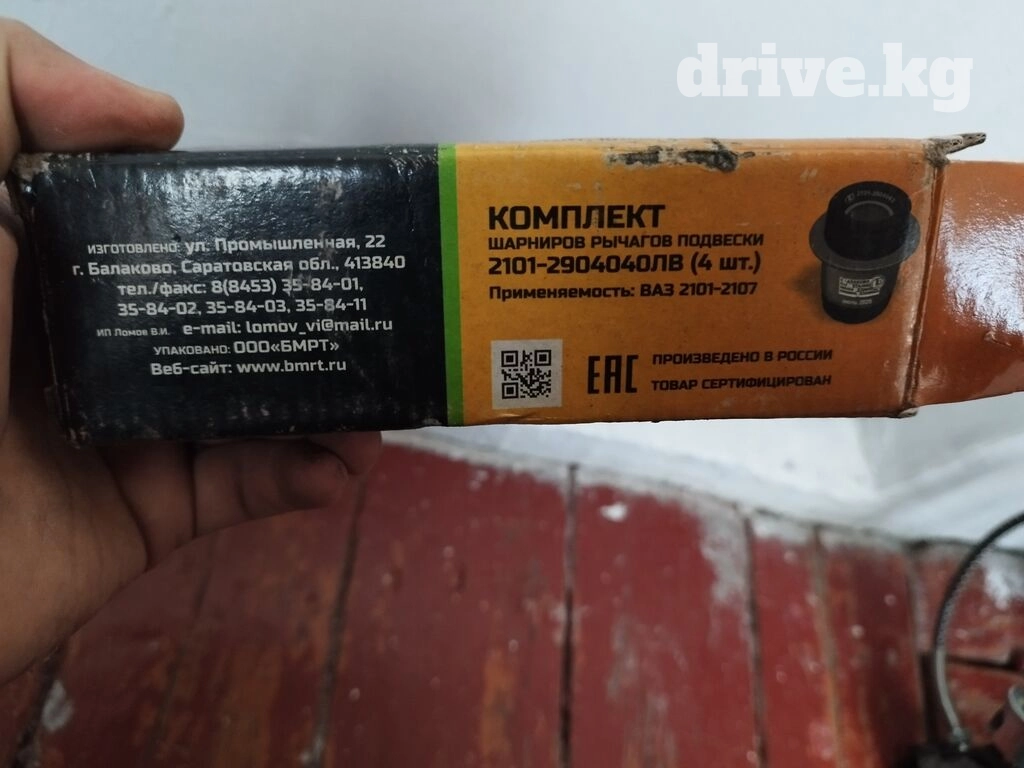 drive.kg
ИЗГОТОВЛЕНО: ул. Промышленная, 22
г. Балаково, Саратовская обл., 413840
тел./факс: 8(8453) 35-84-01,
35-84-02, 35-84-03, 35-84-11
ИП Ломов В.И. e-mail: lomov_vi@mail.ru
УПАКОВАНО: ООО«БМРТ»
Веб-сайт: www.bmrt.ru
КОМПЛЕКТ
ШАРНИРОВ РЫЧАГОВ ПОДВЕСКИ
2101-2904040ЛВ (4 шт.)
Применяемость: ВАЗ 2101-2107
ЕАС
ПРОИЗВЕДЕНО В РОССИИ
ТОВАР СЕРТИФИЦИРОВАН